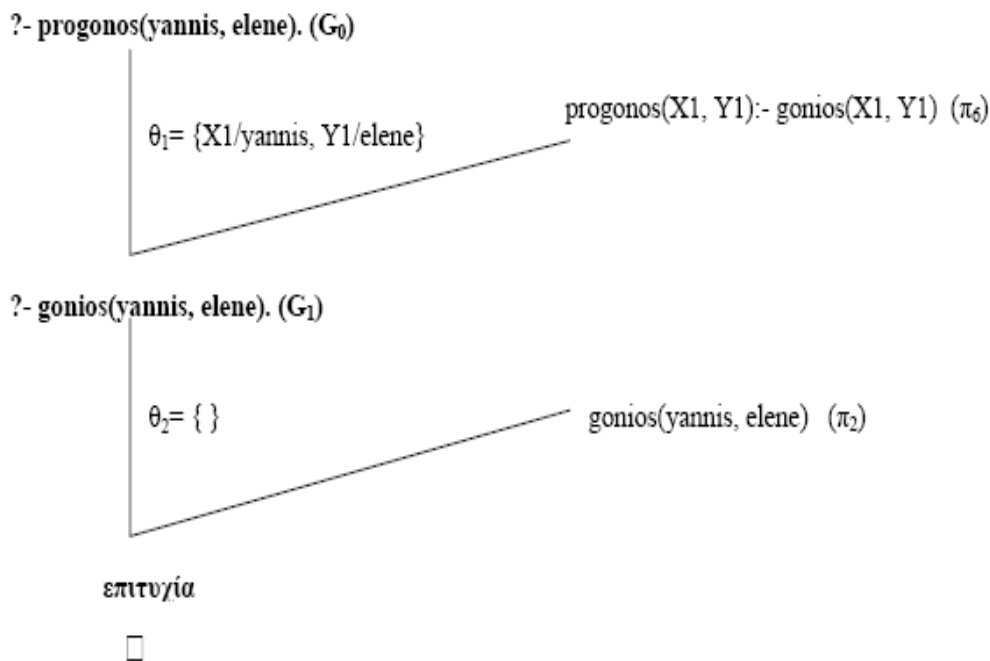 ?- progonos(yannis, elene). (G₀)
progonos(X1, Y1):- gonios(X1, Y1) (π₆)
θ₁= {X1/yannis, Y1/elene}
?- gonios(yannis, elene). (G₁)
θ₂= { }
gonios(yannis, elene) (π₂)
επιτυχία
□